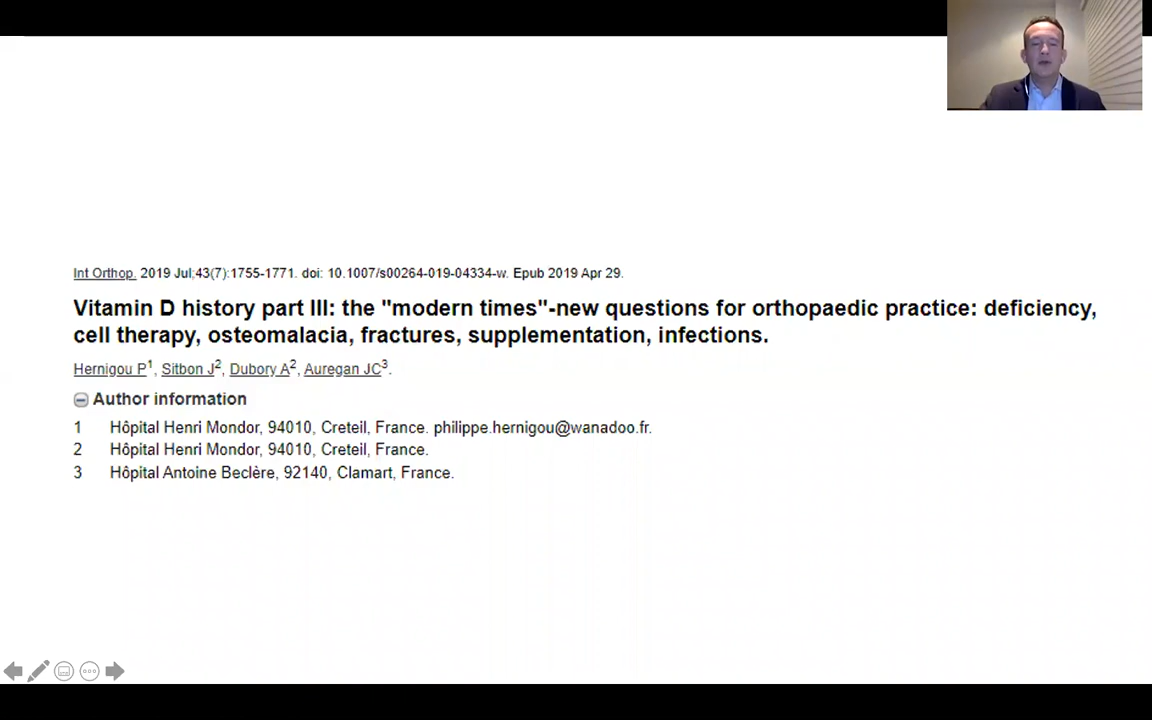 Int Orthop. 2019 Jul;43(7):1755-1771. doi: 10.1007/s00264-019-04334-w. Epub 2019 Apr 29.
Vitamin D history part III: the "modern times"-new questions for orthopaedic practice: deficiency,
cell therapy, osteomalacia, fractures, supplementation, infections.
Hernigou P1, Sitbon J2, Dubory A2, Auregan JC3.
Author information
1 Hôpital Henri Mondor, 94010, Creteil, France. philippe.hernigou@wanadoo.fr.
2 Hôpital Henri Mondor, 94010, Creteil, France.
3 Hôpital Antoine Beclère, 92140, Clamart, France.